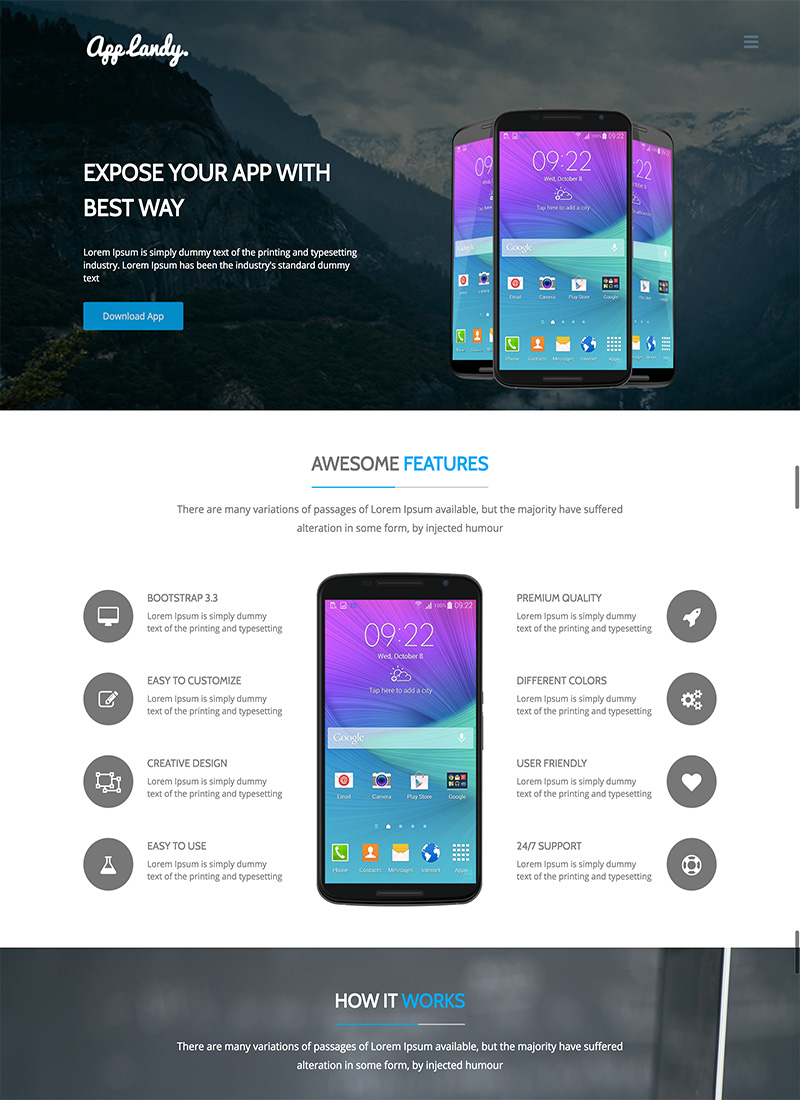 App Landy.
EXPOSE YOUR APP WITH
BEST WAY
Lorem Ipsum is simply dummy text of the printing and typesetting
industry. Lorem Ipsum has been the industry's standard dummy
text
Download App
09:22
Wed, October 8
Tap here to add a city
Google
Email
Camera
Play Store
Google
Phone
Contacts
Messages
Internet
Apps
AWESOME FEATURES
There are many variations of passages of Lorem Ipsum available, but the majority have suffered
alteration in some form, by injected humour
BOOTSTRAP 3.3
Lorem Ipsum is simply dummy
text of the printing and typesetting
EASY TO CUSTOMIZE
Lorem Ipsum is simply dummy
text of the printing and typesetting
CREATIVE DESIGN
Lorem Ipsum is simply dummy
text of the printing and typesetting
EASY TO USE
Lorem Ipsum is simply dummy
text of the printing and typesetting
100% 09:22
09:22
Wed, October 8
Tap here to add a city
Google
Email
Camera
Play Store
Google
Phone
Contacts
Messages
Internet
Apps
PREMIUM QUALITY
Lorem Ipsum is simply dummy
text of the printing and typesetting
DIFFERENT COLORS
Lorem Ipsum is simply dummy
text of the printing and typesetting
USER FRIENDLY
Lorem Ipsum is simply dummy
text of the printing and typesetting
24/7 SUPPORT
Lorem Ipsum is simply dummy
text of the printing and typesetting
HOW IT WORKS
There are many variations of passages of Lorem Ipsum available, but the majority have suffered
alteration in some form, by injected humour